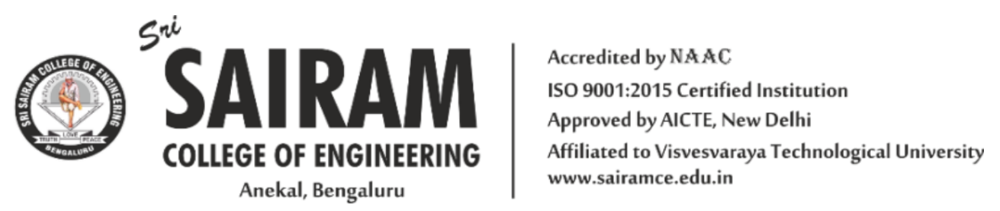 SRI SAIRAM COLLEGE OF ENGINEERING
TRUTH LOVE PEACE
BENGALURU
Sri
SAIRAM
COLLEGE OF ENGINEERING
Anekal, Bengaluru
Accredited by NAAC
ISO 9001:2015 Certified Institution
Approved by AICTE, New Delhi
Affiliated to Visvesvaraya Technological University
www.sairamce.edu.in